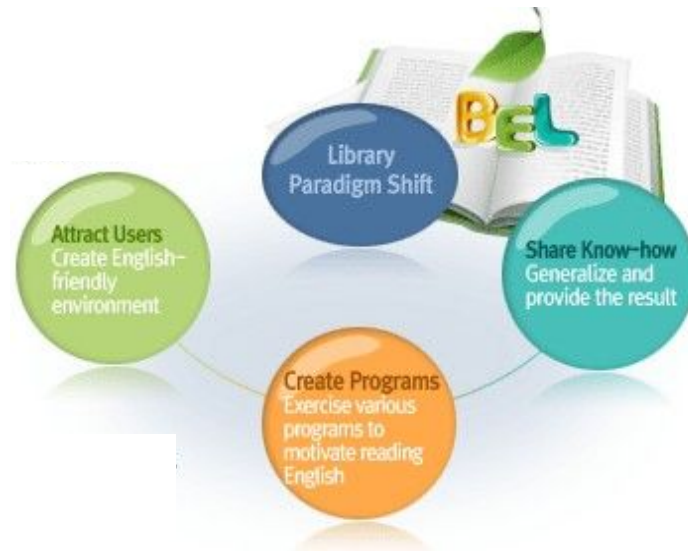 BEL
Library
Paradigm Shift
Attract Users
Create English-
friendly
environment
Share Know-how
Generalize and
provide the result
Create Programs
Exercise various
programs to
motivate reading
English